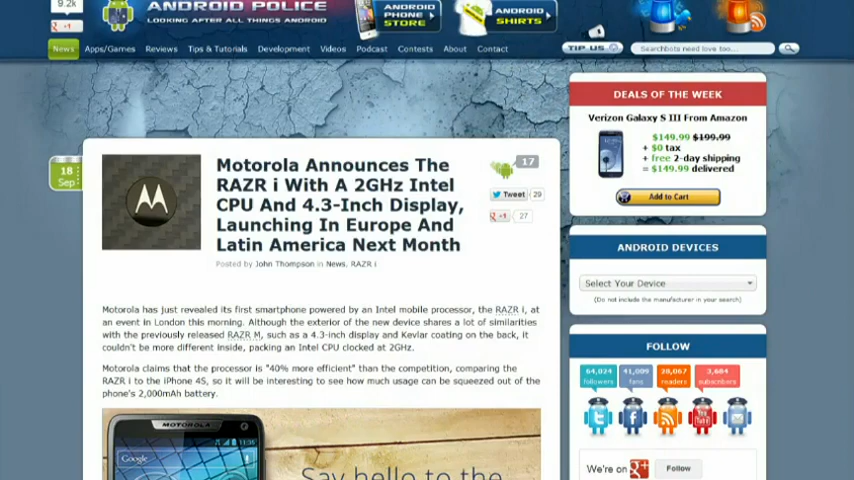 9.2k
ANDROID POLICE
LOOKING AFTER ALL THINGS ANDROID
ANDROID
PHONE
STORE
ANDROID
SHIRTS
+1
News
Apps/Games
Reviews
Tips & Tutorials
Development
Videos
Podcast
Contests
About
Contact
TIP US
Searchbots need love too...
18
Sep
Motorola Announces The
RAZR i With A 2GHz Intel
CPU And 4.3-Inch Display,
Launching In Europe And
Latin America Next Month
Posted by John Thompson in News, RAZR i
17
Tweet 29
+1 27
Motorola has just revealed its first smartphone powered by an Intel mobile processor, the RAZR i, at
an event in London this morning. Although the exterior of the new device shares a lot of similarities
with the previously released RAZR M, such as a 4.3-inch display and Kevlar coating on the back, it
couldn't be more different inside, packing an Intel CPU clocked at 2GHz.
Motorola claims that the processor is "40% more efficient" than the competition, comparing the
RAZR i to the iPhone 4S, so it will be interesting to see how much usage can be squeezed out of the
phone's 2,000mAh battery.
MOTOROLA
Google
Say hello to the
DEALS OF THE WEEK
Verizon Galaxy S III From Amazon
$149.99 $199.99
+ $0 tax
+ free 2-day shipping
= $149.99 delivered
Add to Cart
ANDROID DEVICES
Select Your Device
(Do not include the manufacturer in your search)
FOLLOW
64,024 followers
41,009 fans
28,067 readers
3,684 subscribers
We're on g+ Follow